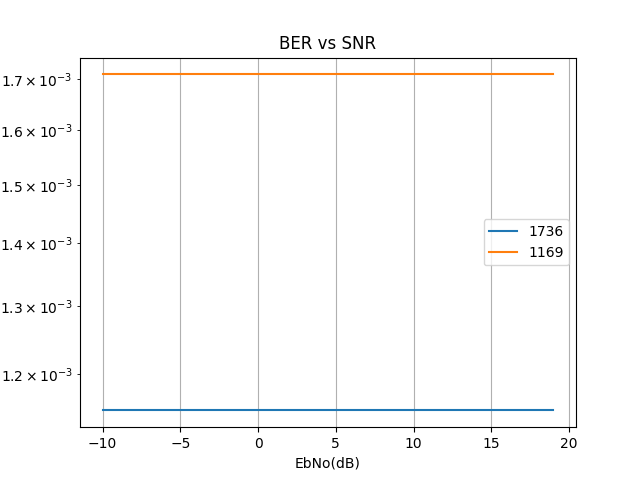 BER vs SNR
1.7 × 10⁻³
1.6 × 10⁻³
1.5 × 10⁻³
1.4 × 10⁻³
1.3 × 10⁻³
1.2 × 10⁻³
1736
1169
−10 −5 0 5 10 15 20
EbNo(dB)